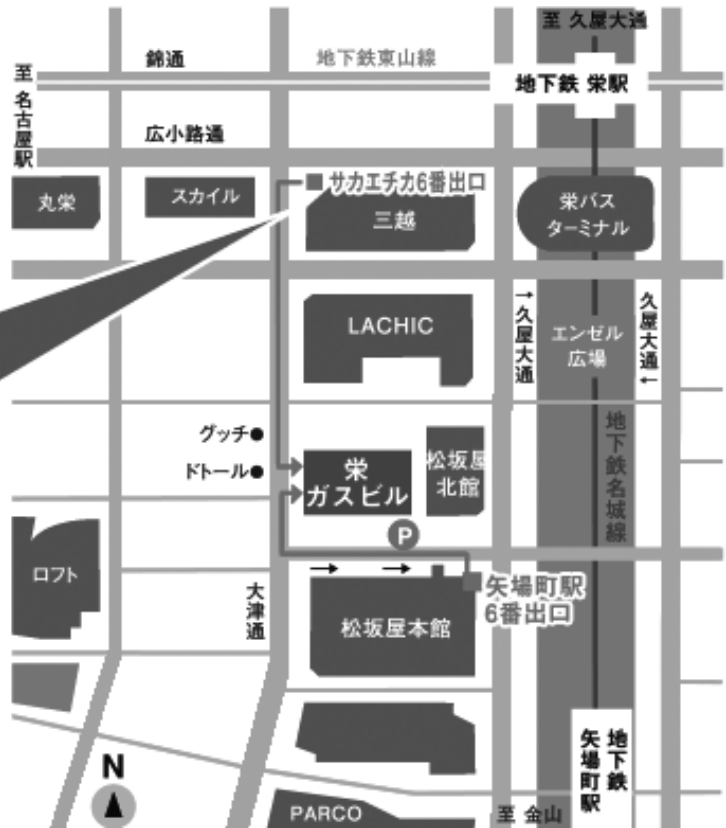 至 久屋大通
錦通
地下鉄東山線
地下鉄 栄駅
至 名古屋駅
広小路通
サカエチカ6番出口
丸栄
スカイル
三越
栄バス
ターミナル
LACHIC
→久屋大通
エンゼル
広場
久屋大通←
グッチ●
ドトール●
栄
ガスビル
松坂屋
北館
地下鉄名城線
P
ロフト
大津通
→ →
矢場町駅
6番出口
松坂屋本館
地下鉄
矢場町駅
N
PARCO
至 金山